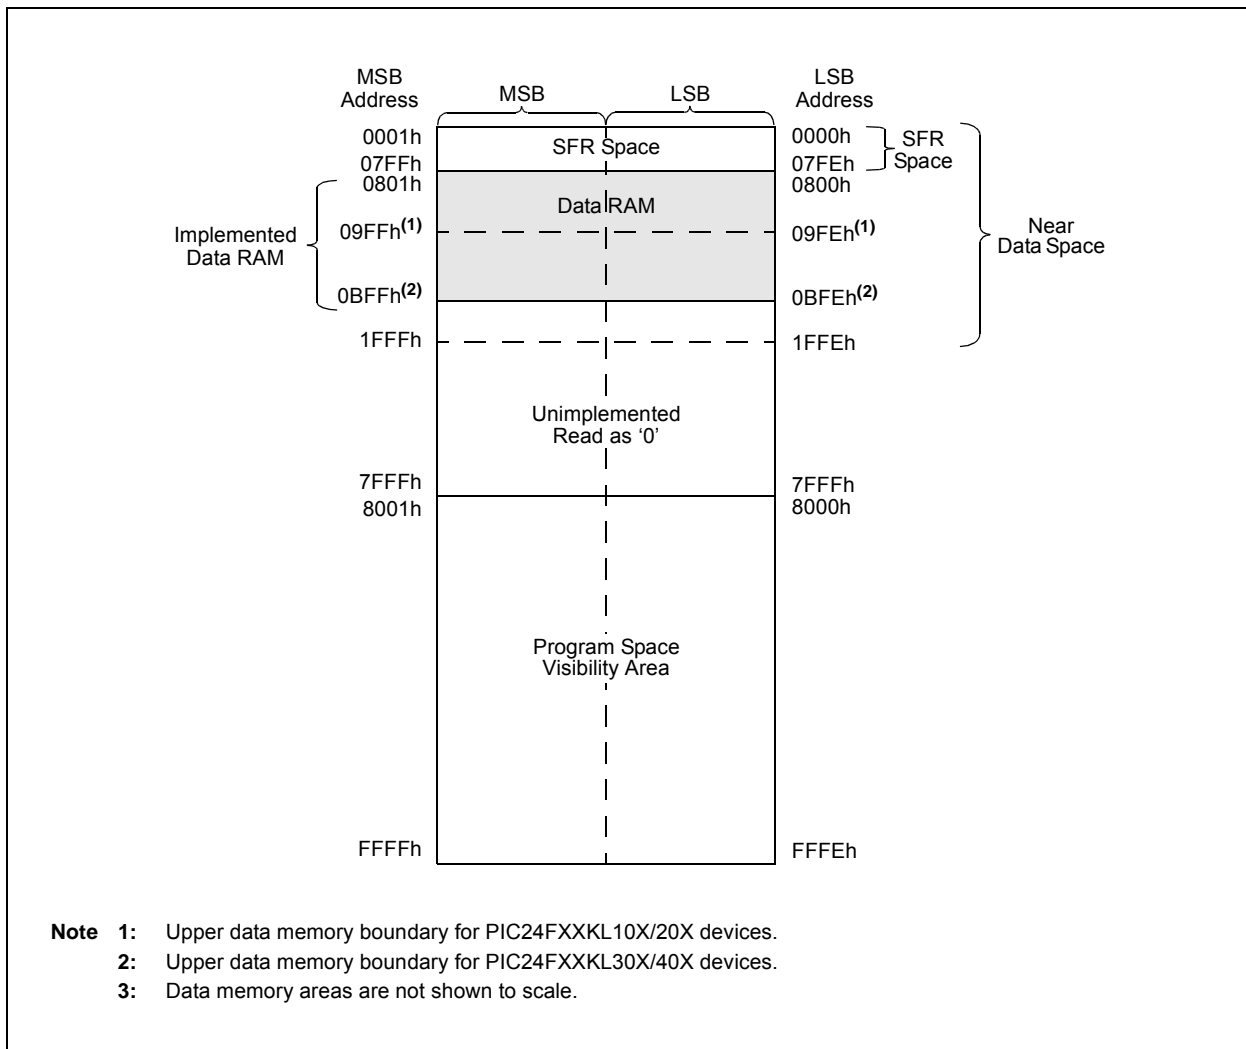 MSB
Address
MSB
LSB
LSB
Address
0001h
SFR Space
0000h
SFR
Space
07FFh
07FEh
0801h
0800h
Data RAM
Implemented
Data RAM
09FFh(1)
09FEh(1)
Near
Data Space
0BFFh(2)
0BFEh(2)
1FFFh
1FFEh
Unimplemented
Read as ‘0’
7FFFh
7FFFh
8001h
8000h
Program Space
Visibility Area
FFFFh
FFFEh
Note 1: Upper data memory boundary for PIC24FXXKL10X/20X devices.
2: Upper data memory boundary for PIC24FXXKL30X/40X devices.
3: Data memory areas are not shown to scale.